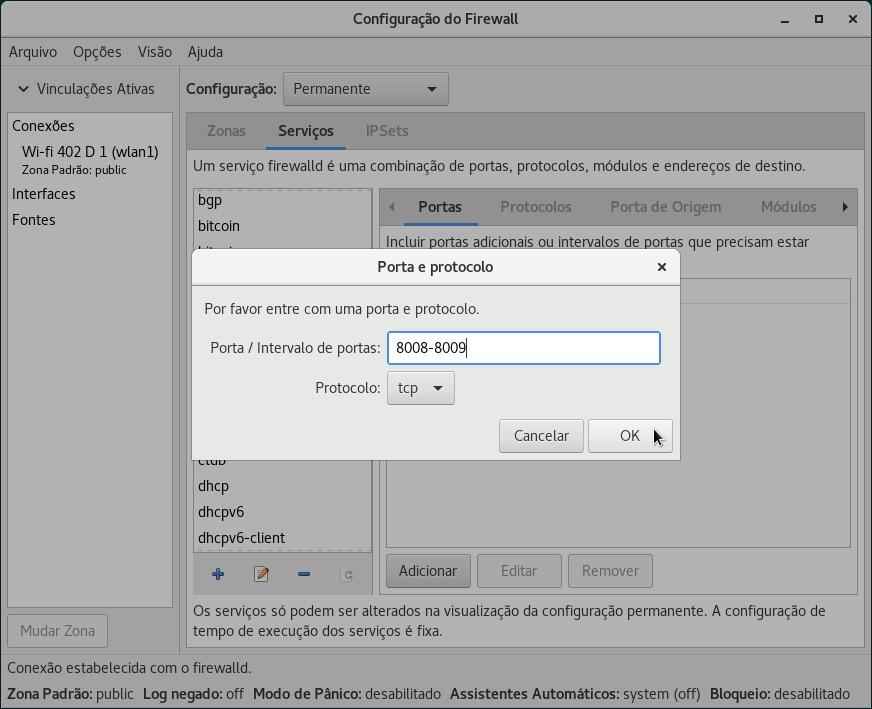 Configuração do Firewall
Arquivo Opções Visão Ajuda
Vinculações Ativas
Configuração: Permanente
Conexões
Wi-fi 402 D 1 (wlan1)
Zona Padrão: public
Interfaces
Fontes
Mudar Zona
Zonas Serviços IPSets
Um serviço firewalld é uma combinação de portas, protocolos, módulos e endereços de destino.
bgp
bitcoin
Portas Protocolos Porta de Origem Módulos
Incluir portas adicionais ou intervalos de portas que precisam estar
Porta e protocolo
Por favor entre com uma porta e protocolo.
Porta / Intervalo de portas: 8008-8009
Protocolo: tcp
Cancelar OK
ctdb
dhcp
dhcpv6
dhcpv6-client
Adicionar Editar Remover
Os serviços só podem ser alterados na visualização da configuração permanente. A configuração de
tempo de execução dos serviços é fixa.
Conexão estabelecida com o firewalld.
Zona Padrão: public Log negado: off Modo de Pânico: desabilitado Assistentes Automáticos: system (off) Bloqueio: desabilitado